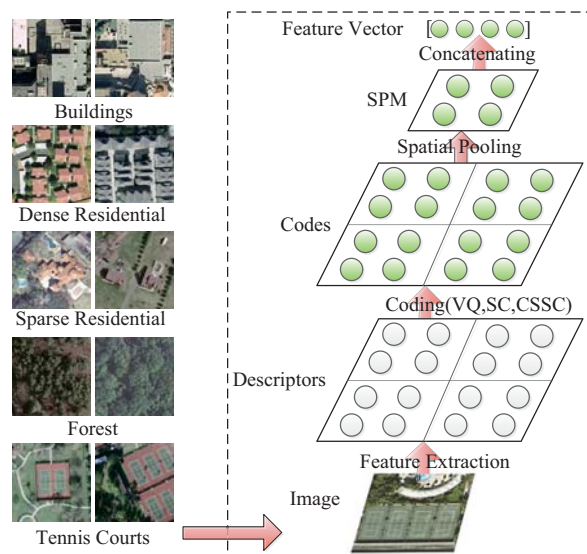 Buildings
Dense Residential
Sparse Residential
Forest
Tennis Courts
Feature Vector [ ]
Concatenating
SPM
Spatial Pooling
Codes
Coding(VQ,SC,CSSC)
Descriptors
Feature Extraction
Image